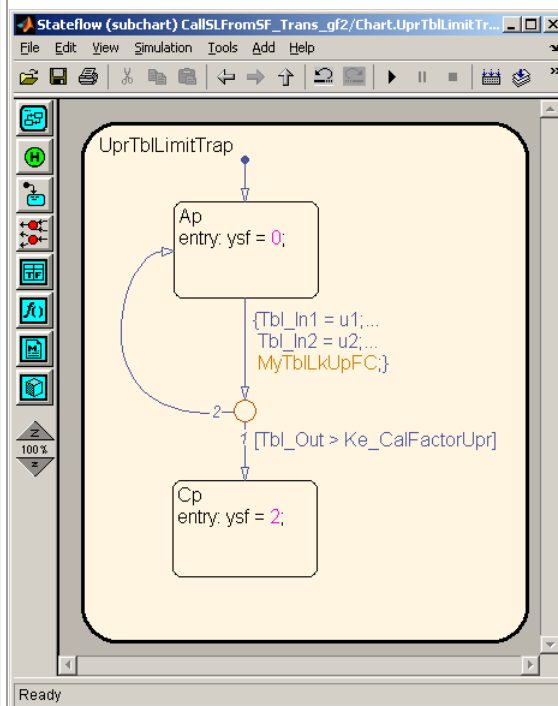 Stateflow (subchart) CallSLFromSF_Trans_gf2/Chart.UprTblLimitTr...
File Edit View Simulation Tools Add Help
UprTblLimitTrap
Ap
entry: ysf = 0;
{Tbl_In1 = u1;...
Tbl_In2 = u2;...
MyTblLkUpFC;}
2
1 [Tbl_Out > Ke_CalFactorUpr]
Cp
entry: ysf = 2;
H
TF
f()
M
Z
100 %
z
Ready